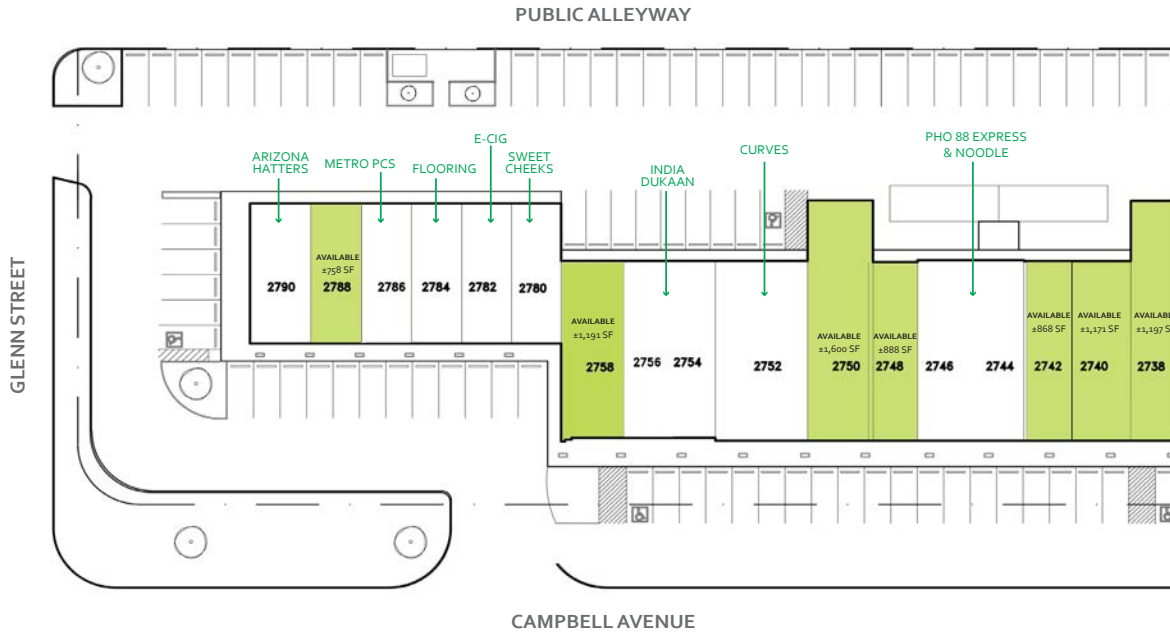 PUBLIC ALLEYWAY
ARIZONA
HATTERS
METRO PCS
FLOORING
E-CIG
SWEET
CHEEKS
INDIA
DUKAAN
CURVES
PHO 88 EXPRESS
& NOODLE
GLENN STREET
2790
AVAILABLE
±758 SF
2788
2786
2784
2782
2780
AVAILABLE
±1,191 SF
2758
2756
2754
2752
AVAILABLE
±1,600 SF
2750
AVAILABLE
±888 SF
2748
2746
2744
AVAILABLE
±868 SF
2742
AVAILABLE
±1,171 SF
2740
AVAILABL
±1,197 S
2738
CAMPBELL AVENUE